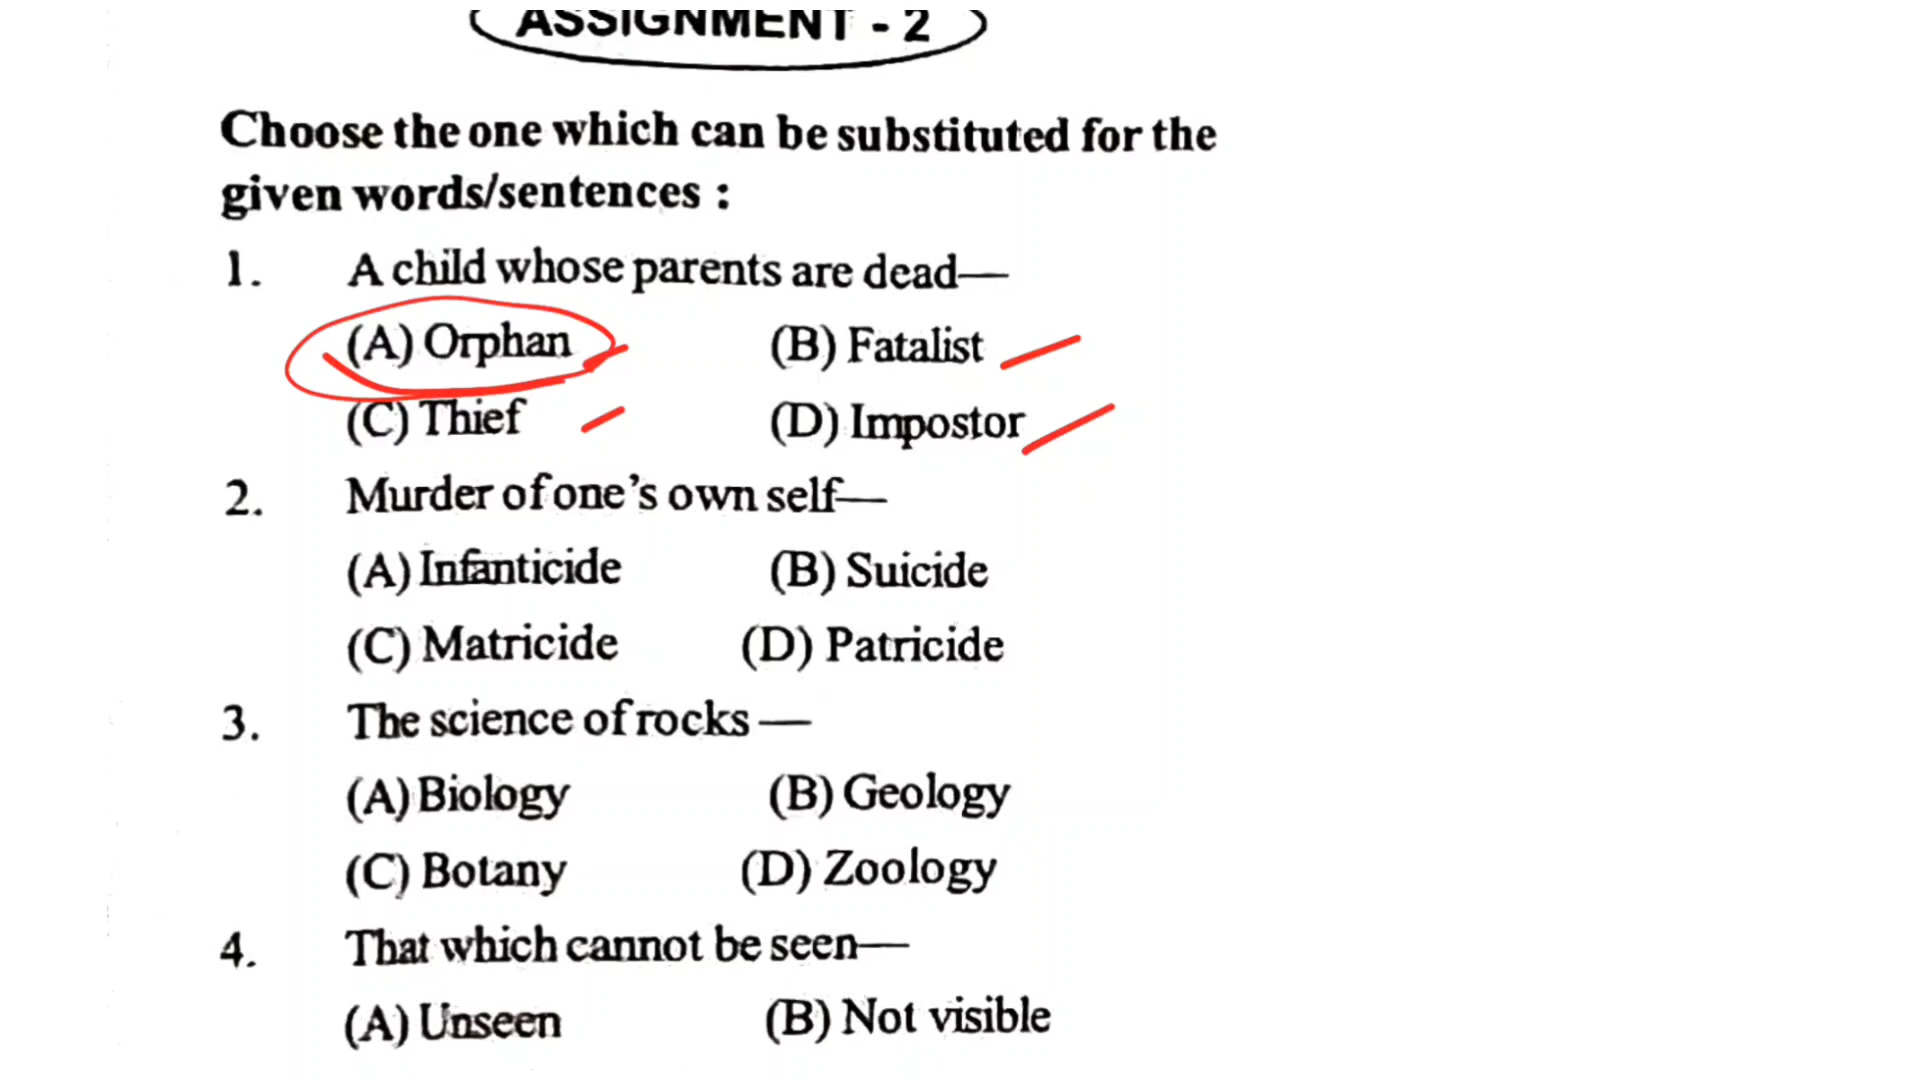 ASSIGNMENT - 2
Choose the one which can be substituted for the
given words/sentences :
1. A child whose parents are dead—
(A) Orphan (B) Fatalist
(C) Thief (D) Impostor
2. Murder of one's own self—
(A) Infanticide (B) Suicide
(C) Matricide (D) Patricide
3. The science of rocks —
(A) Biology (B) Geology
(C) Botany (D) Zoology
4. That which cannot be seen—
(A) Unseen (B) Not visible